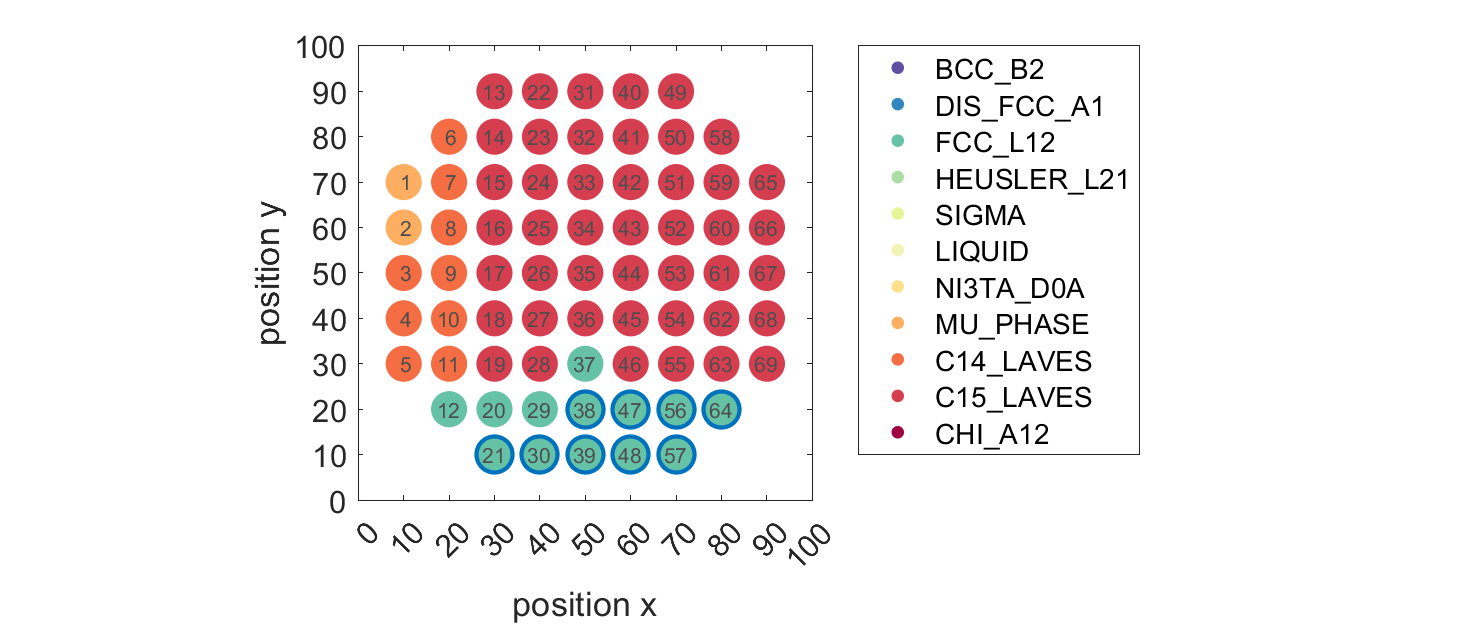 100
90 13 22 31 40 49
80 6 14 23 32 41 50 58
70 1 7 15 24 33 42 51 59 65
60 2 8 16 25 34 43 52 60 66
50 3 9 17 26 35 44 53 61 67
40 4 10 18 27 36 45 54 62 68
30 5 11 19 28 37 46 55 63 69
20 12 20 29 38 47 56 64
10 21 30 39 48 57
0
position y
0 10 20 30 40 50 60 70 80 90 100
position x
BCC_B2
DIS_FCC_A1
FCC_L12
HEUSLER_L21
SIGMA
LIQUID
NI3TA_D0A
MU_PHASE
C14_LAVES
C15_LAVES
CHI_A12